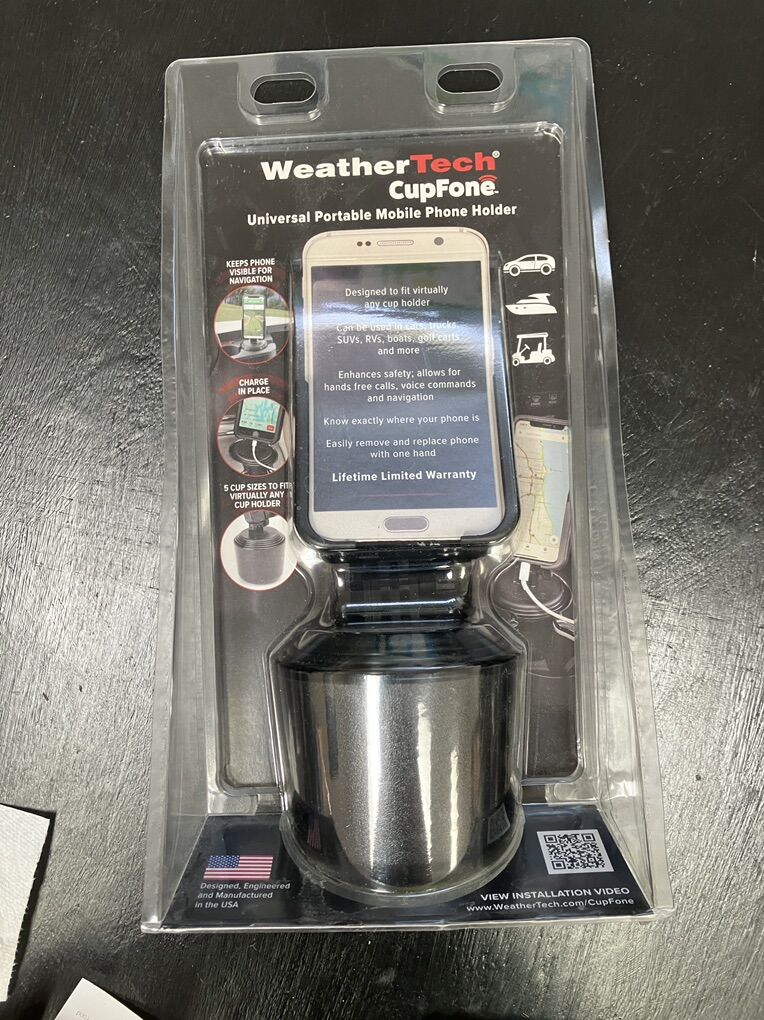 WeatherTech®
CupFone™
Universal Portable Mobile Phone Holder
KEEPS PHONE
VISIBLE FOR
NAVIGATION
CHARGE
IN PLACE
5 CUP SIZES TO FIT
VIRTUALLY ANY
CUP HOLDER
Designed to fit virtually
any cup holder
Can be used in cars, trucks,
SUVs, RVs, boats, golf carts
and more
Enhances safety; allows for
hands free calls, voice commands
and navigation
Know exactly where your phone is
Easily remove and replace phone
with one hand
Lifetime Limited Warranty
Designed, Engineered
and Manufactured
in the USA
VIEW INSTALLATION VIDEO
www.WeatherTech.com/CupFone